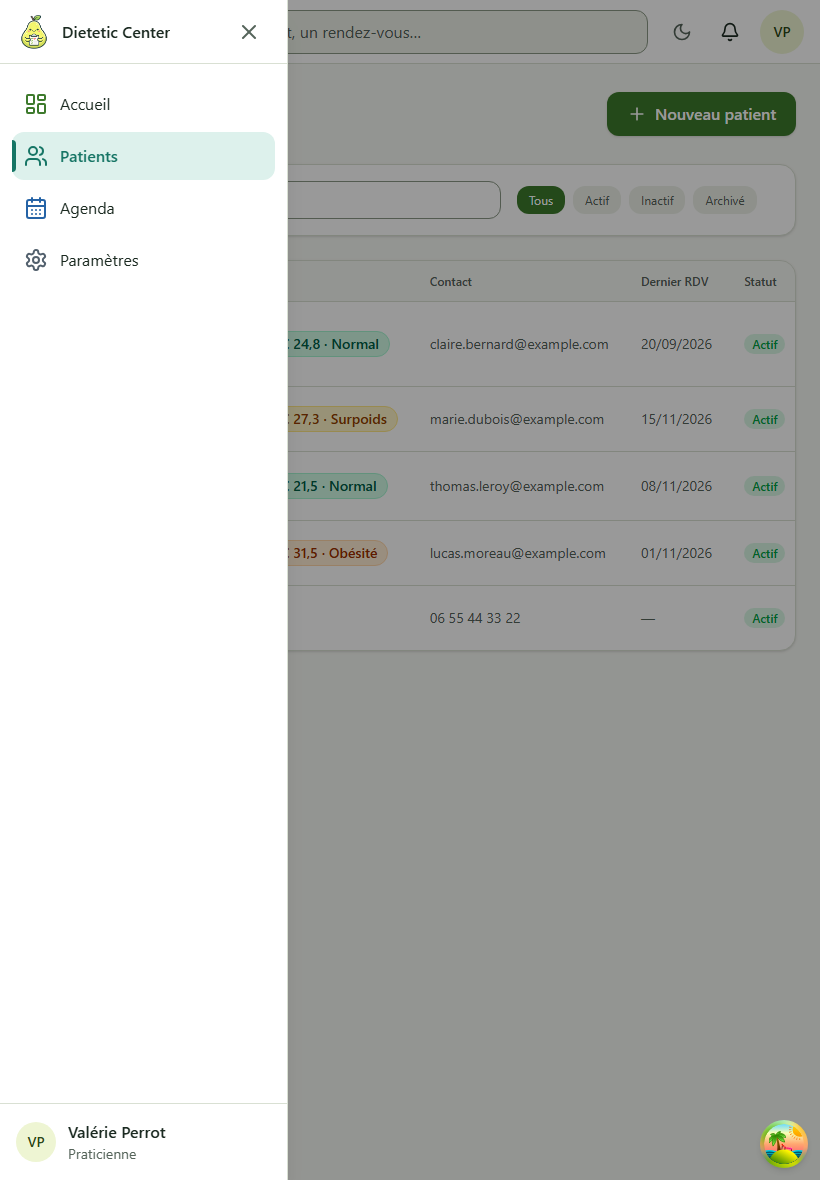 Dietetic Center
t, un rendez-vous...
VP
Accueil
Nouveau patient
Patients
Tous
Actif
Inactif
Archivé
Agenda
Paramètres
Contact
Dernier RDV
Statut
24,8 · Normal
claire.bernard@example.com
20/09/2026
Actif
27,3 · Surpoids
marie.dubois@example.com
15/11/2026
Actif
21,5 · Normal
thomas.leroy@example.com
08/11/2026
Actif
31,5 · Obésité
lucas.moreau@example.com
01/11/2026
Actif
06 55 44 33 22
—
Actif
VP
Valérie Perrot
Praticienne